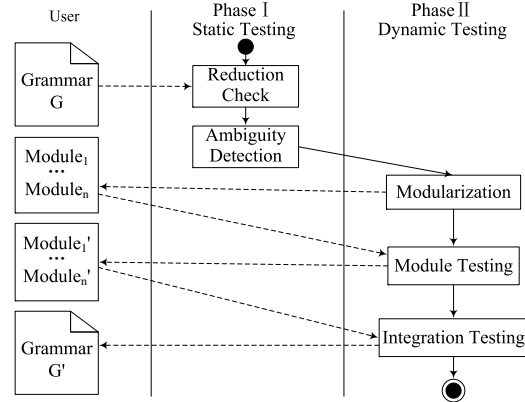 User
Phase Ⅰ
Static Testing
Phase Ⅱ
Dynamic Testing
Grammar
G
Reduction
Check
Ambiguity
Detection
Module₁
...
Moduleₙ
Modularization
Module₁'
...
Moduleₙ'
Module Testing
Grammar
G'
Integration Testing